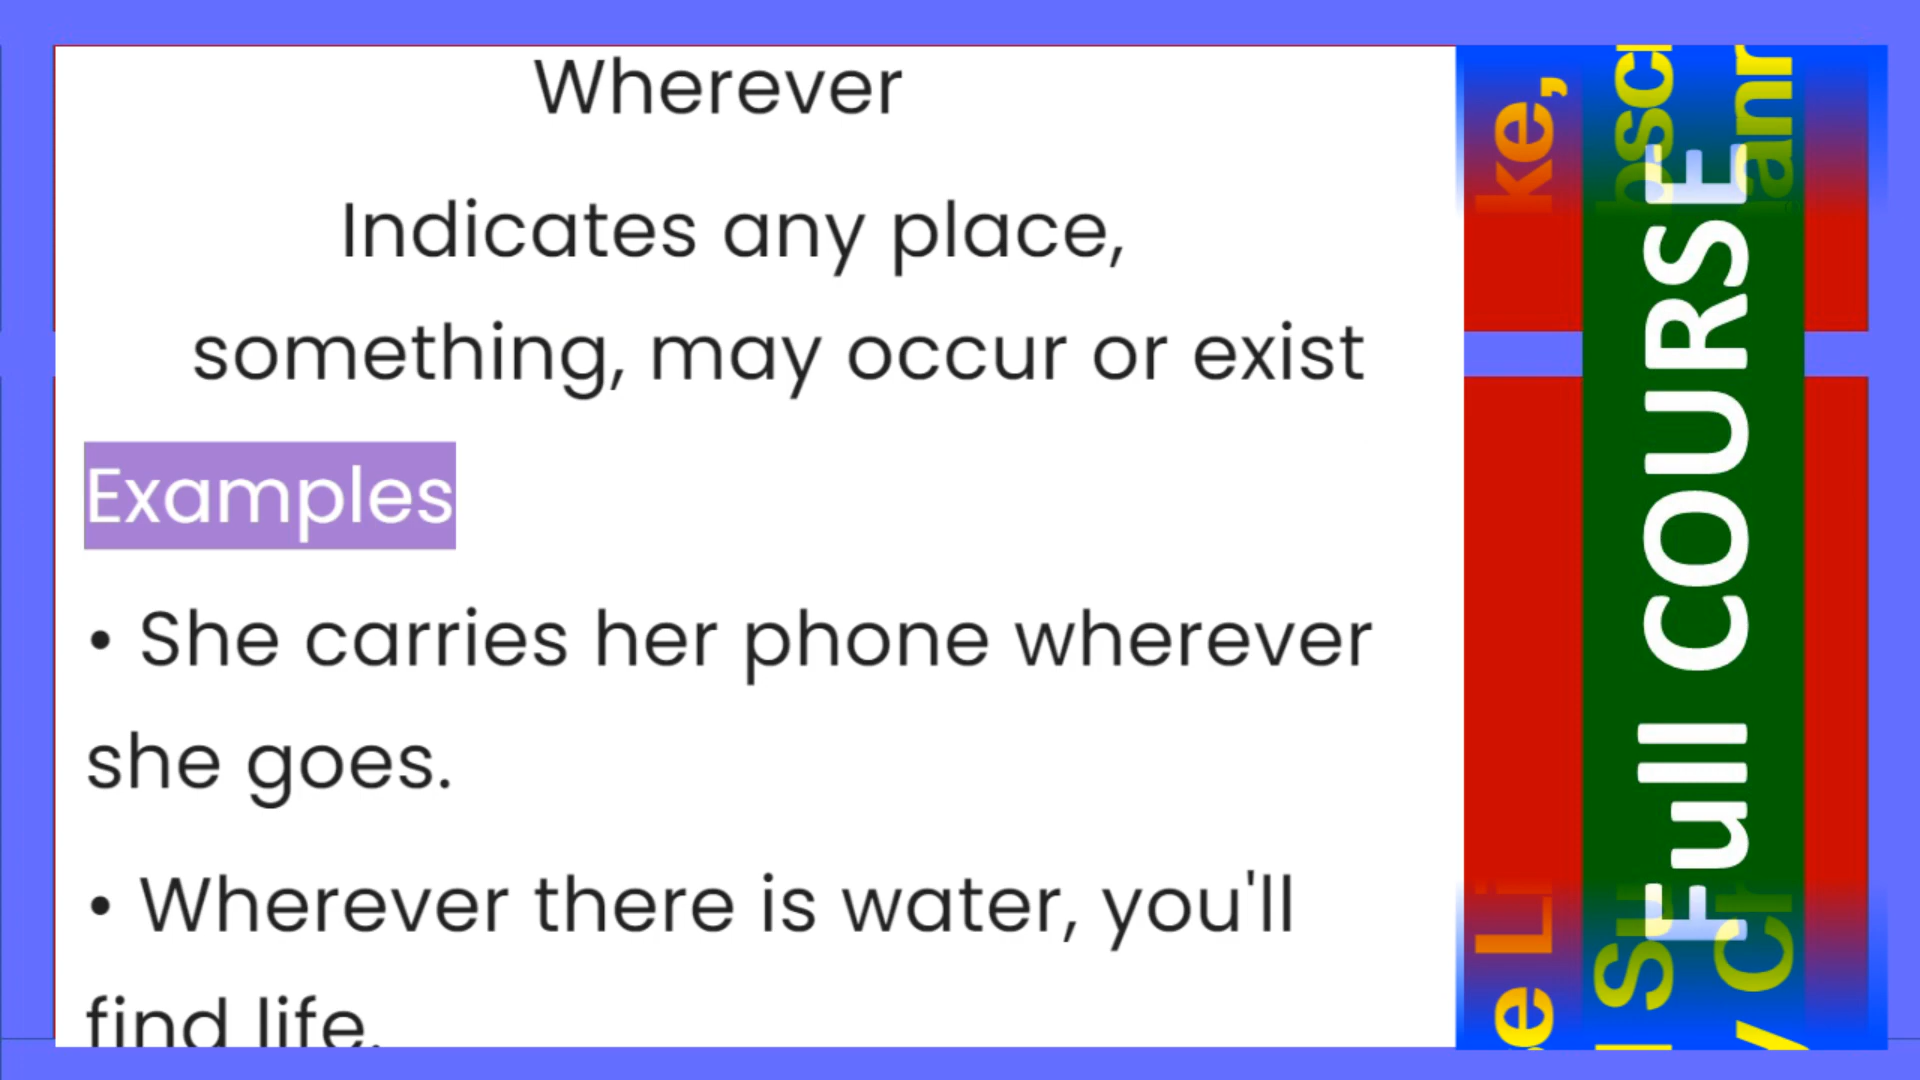 Wherever
Indicates any place,
something, may occur or exist
Examples
• She carries her phone wherever
she goes.
• Wherever there is water, you'll
find life.
Full COURSE